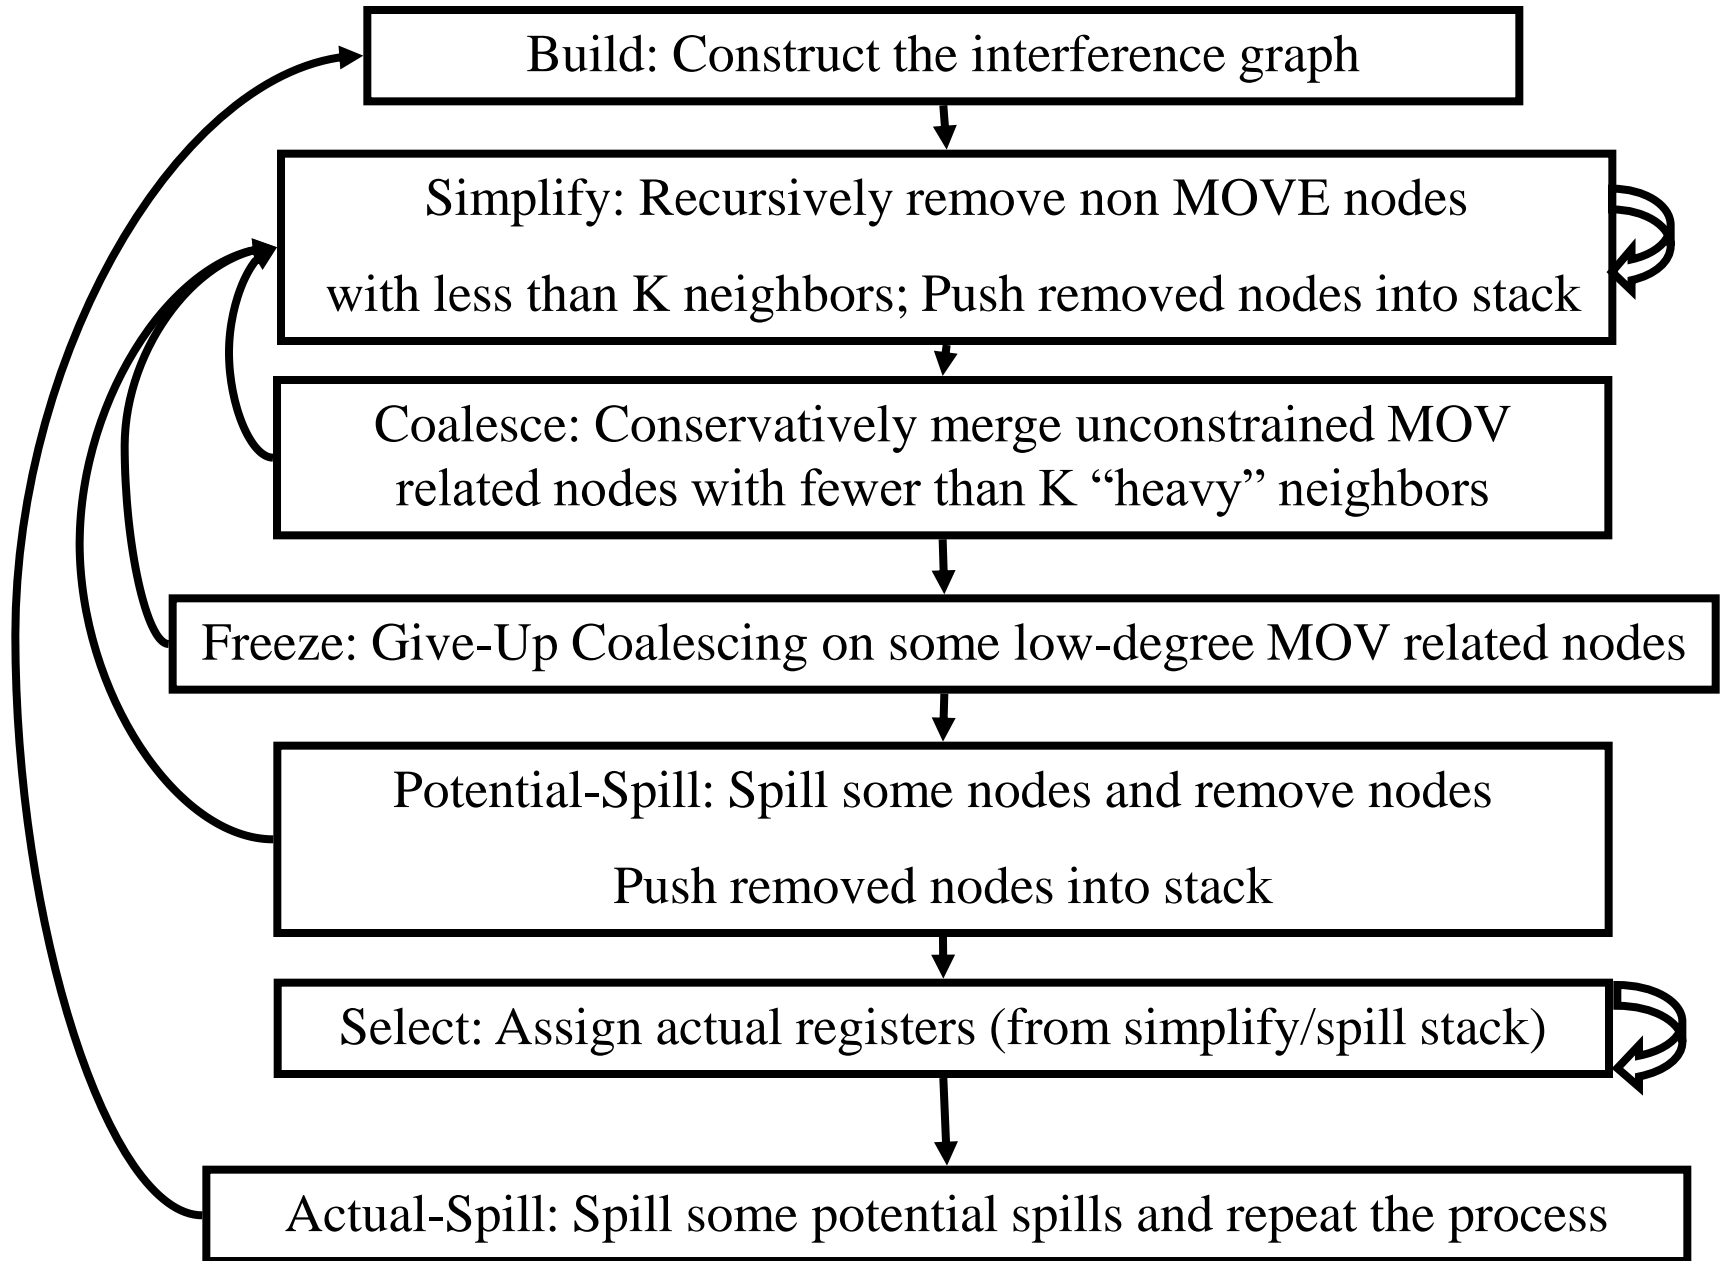 Build: Construct the interference graph
Simplify: Recursively remove non MOVE nodes
with less than K neighbors; Push removed nodes into stack
Coalesce: Conservatively merge unconstrained MOV
related nodes with fewer than K “heavy” neighbors
Freeze: Give-Up Coalescing on some low-degree MOV related nodes
Potential-Spill: Spill some nodes and remove nodes
Push removed nodes into stack
Select: Assign actual registers (from simplify/spill stack)
Actual-Spill: Spill some potential spills and repeat the process